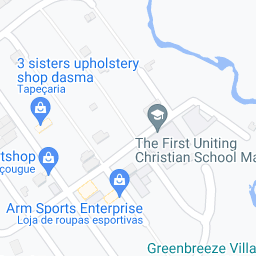 3 sisters upholstery
shop dasma
Tapeçaria
The First Uniting
Christian School Ma
tshop
çougue
Arm Sports Enterprise
Loja de roupas esportivas
Greenbreeze Villa